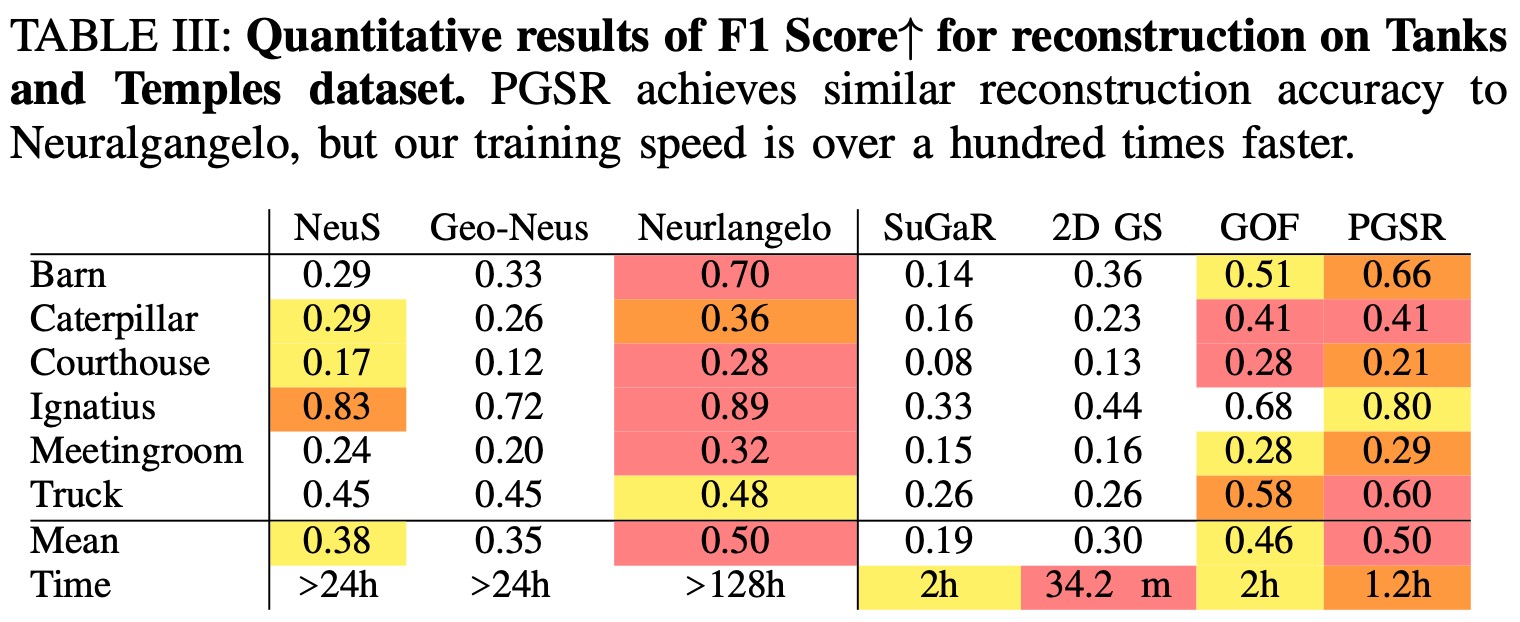 TABLE III: Quantitative results of F1 Score↑ for reconstruction on Tanks
and Temples dataset. PGSR achieves similar reconstruction accuracy to
Neuralgangelo, but our training speed is over a hundred times faster.
NeuS Geo-Neus Neurlangelo SuGaR 2D GS GOF PGSR
Barn 0.29 0.33 0.70 0.14 0.36 0.51 0.66
Caterpillar 0.29 0.26 0.36 0.16 0.23 0.41 0.41
Courthouse 0.17 0.12 0.28 0.08 0.13 0.28 0.21
Ignatius 0.83 0.72 0.89 0.33 0.44 0.68 0.80
Meetingroom 0.24 0.20 0.32 0.15 0.16 0.28 0.29
Truck 0.45 0.45 0.48 0.26 0.26 0.58 0.60
Mean 0.38 0.35 0.50 0.19 0.30 0.46 0.50
Time >24h >24h >128h 2h 34.2 m 2h 1.2h